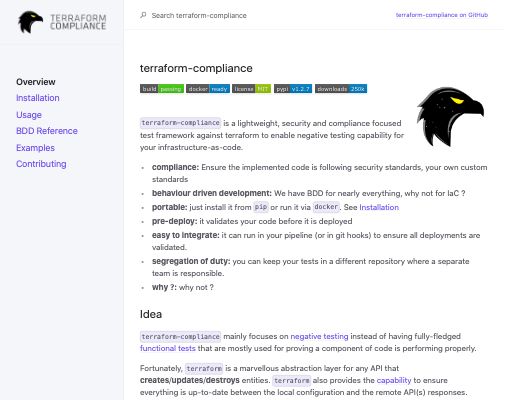 TERRAFORM
COMPLIANCE
Search terraform-compliance
terraform-compliance on GitHub
Overview
Installation
Usage
BDD Reference
Examples
Contributing
terraform-compliance
build passing docker ready license MIT pypi v1.2.7 downloads 250k
terraform-compliance is a lightweight, security and compliance focused
test framework against terraform to enable negative testing capability for
your infrastructure-as-code.
• compliance: Ensure the implemented code is following security standards, your own custom
standards
• behaviour driven development: We have BDD for nearly everything, why not for IaC ?
• portable: just install it from pip or run it via docker. See Installation
• pre-deploy: it validates your code before it is deployed
• easy to integrate: it can run in your pipeline (or in git hooks) to ensure all deployments are
validated.
• segregation of duty: you can keep your tests in a different repository where a separate
team is responsible.
• why ?: why not ?
Idea
terraform-compliance mainly focuses on negative testing instead of having fully-fledged
functional tests that are mostly used for proving a component of code is performing properly.
Fortunately, terraform is a marvellous abstraction layer for any API that
creates/updates/destroys entities. terraform also provides the capability to ensure
everything is up-to-date between the local configuration and the remote API(s) responses.